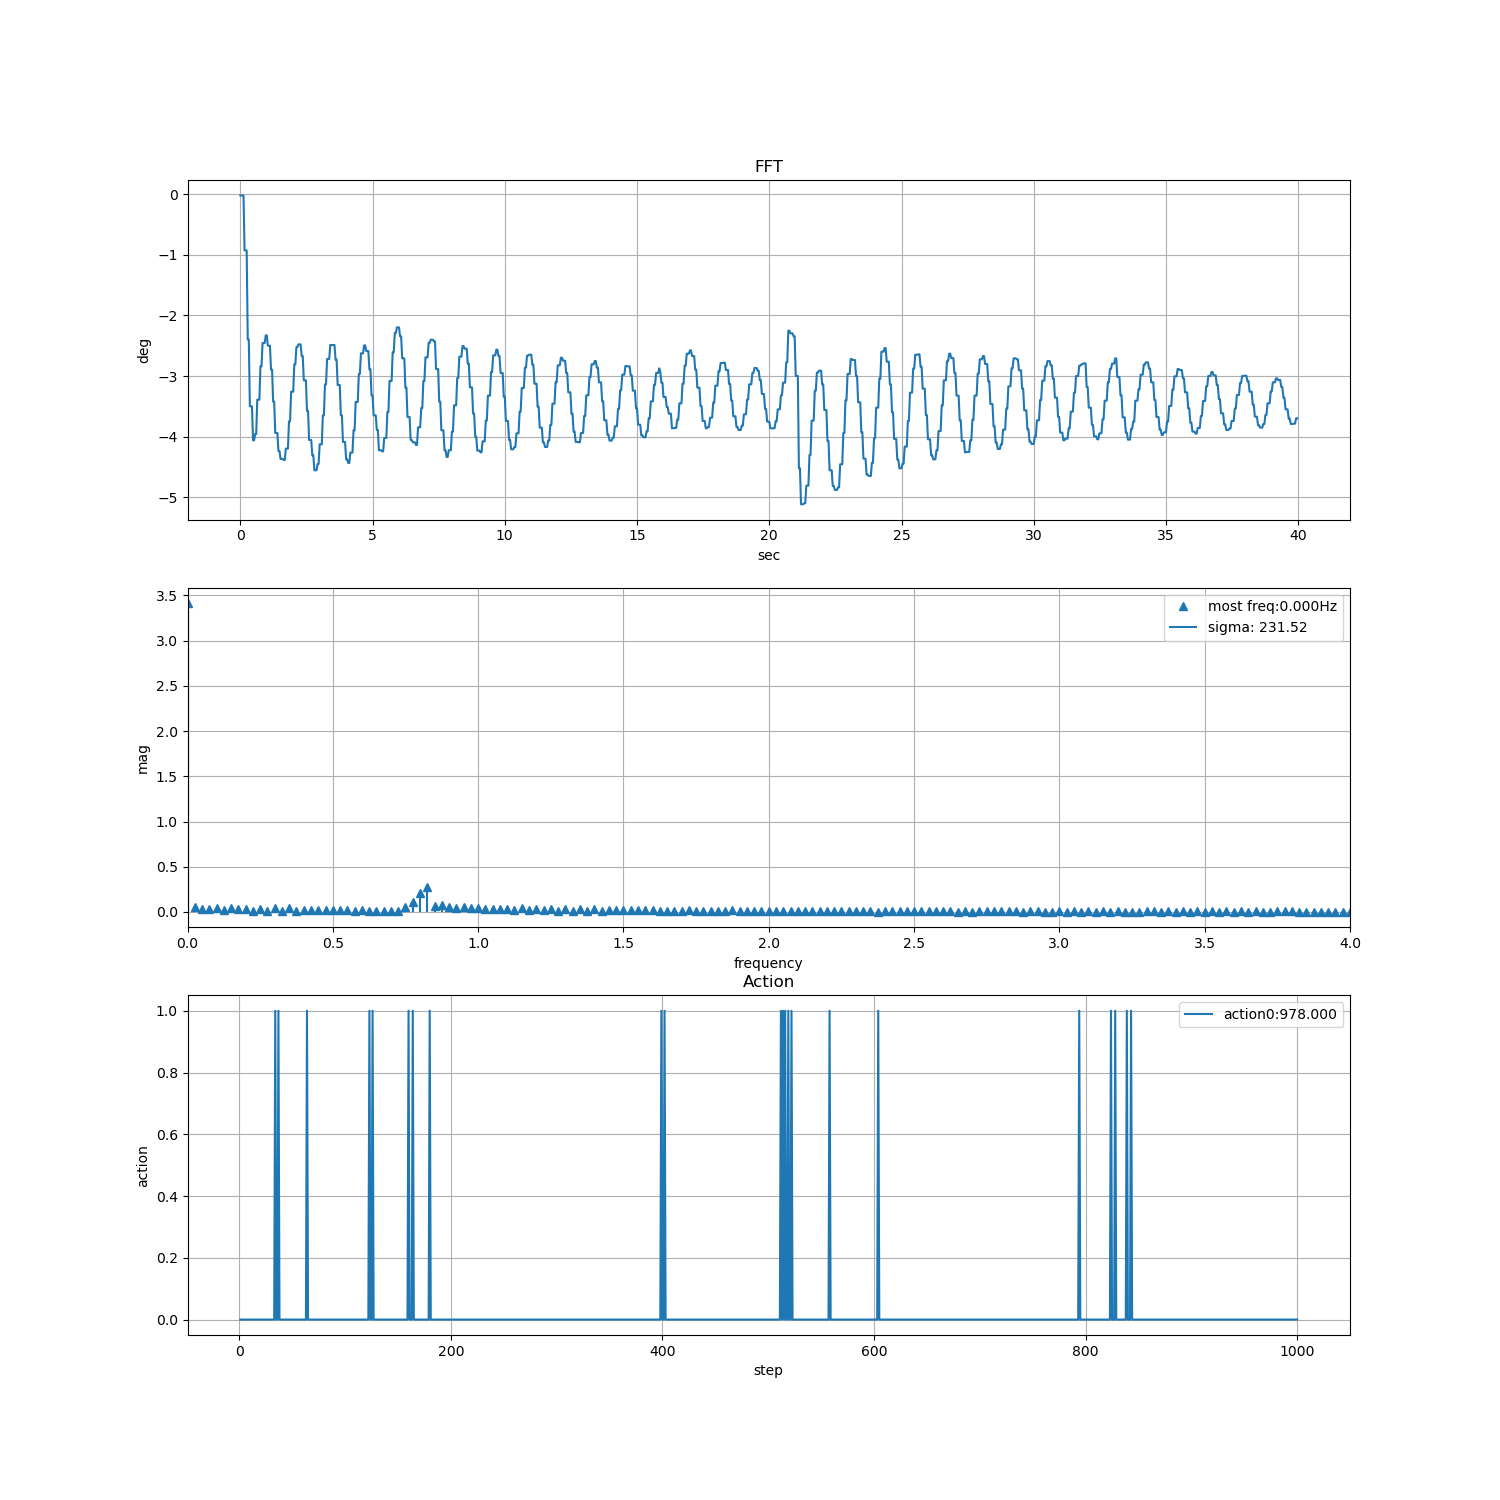 FFT
0
−1
−2
−3
−4
−5
deg
0 5 10 15 20 25 30 35 40
sec
3.5
3.0
2.5
2.0
1.5
1.0
0.5
0.0
mag
most freq:0.000Hz
sigma: 231.52
0.0 0.5 1.0 1.5 2.0 2.5 3.0 3.5 4.0
frequency
Action
1.0
0.8
0.6
0.4
0.2
0.0
action
action0:978.000
0 200 400 600 800 1000
step